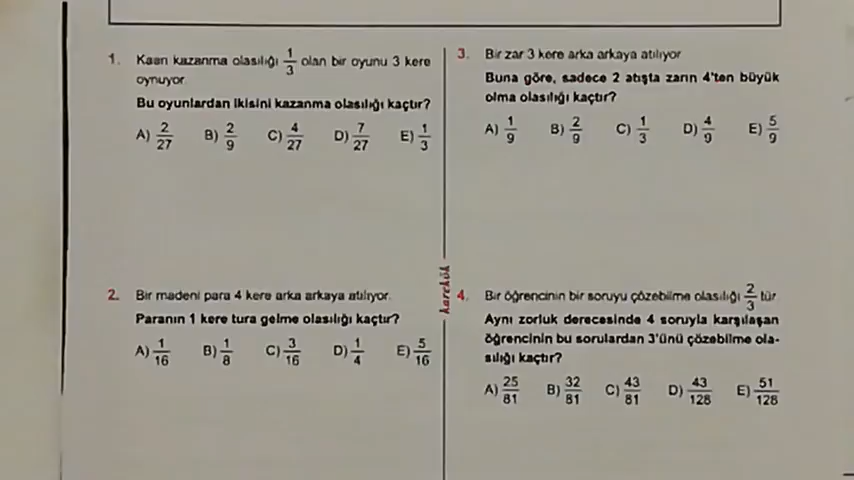 1. Kaan kazanma olasılığı 1/3 olan bir oyunu 3 kere
oynuyor.
Bu oyunlardan ikisini kazanma olasılığı kaçtır?
A) 2/27 B) 2/9 C) 4/27 D) 7/27 E) 1/3
2. Bir madeni para 4 kere arka arkaya atılıyor.
Paranın 1 kere tura gelme olasılığı kaçtır?
A) 1/16 B) 1/8 C) 3/16 D) 1/4 E) 5/16
karekök
3. Bir zar 3 kere arka arkaya atılıyor
Buna göre, sadece 2 atışta zarın 4'ten büyük
olma olasılığı kaçtır?
A) 1/9 B) 2/9 C) 1/3 D) 4/9 E) 5/9
4. Bir öğrencinin bir soruyu çözebilme olasılığı 2/3 tür
Aynı zorluk derecesinde 4 soruyla karşılaşan
öğrencinin bu sorulardan 3'ünü çözebilme ola-
sılığı kaçtır?
A) 25/81 B) 32/81 C) 43/81 D) 43/128 E) 51/128